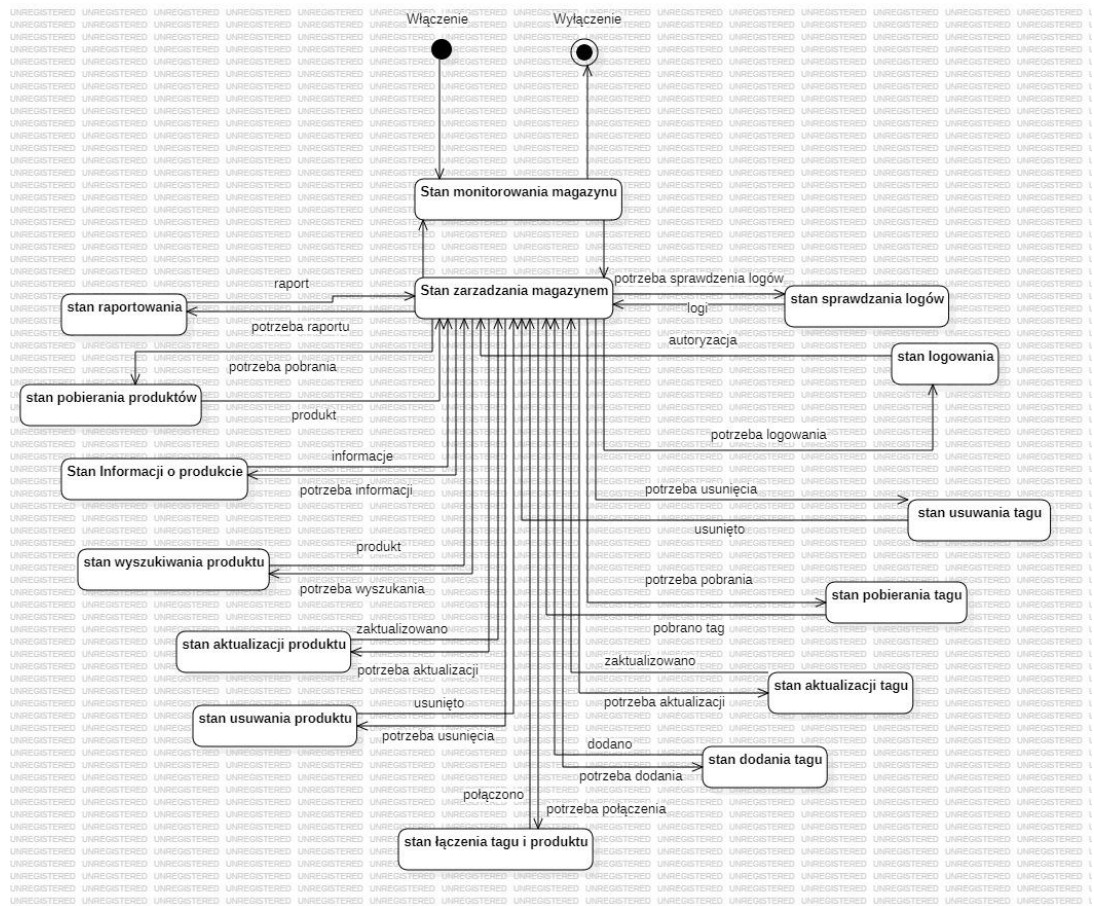 Włączenie
Wyłączenie
Stan monitorowania magazynu
Stan zarzadzania magazynem
potrzeba sprawdzenia logów
stan sprawdzania logów
logi
raport
stan raportowania
potrzeba raportu
autoryzacja
stan logowania
potrzeba pobrania
stan pobierania produktów
produkt
potrzeba logowania
informacje
Stan Informacji o produkcie
potrzeba informacji
potrzeba usunięcia
stan usuwania tagu
usunięto
produkt
stan wyszukiwania produktu
potrzeba wyszukania
potrzeba pobrania
stan pobierania tagu
pobrano tag
zaktualizowano
stan aktualizacji produktu
potrzeba aktualizacji
zaktualizowano
stan aktualizacji tagu
potrzeba aktualizacji
usunięto
stan usuwania produktu
potrzeba usunięcia
dodano
stan dodania tagu
potrzeba dodania
połączono
potrzeba połączenia
stan łączenia tagu i produktu
UNREGISTERED